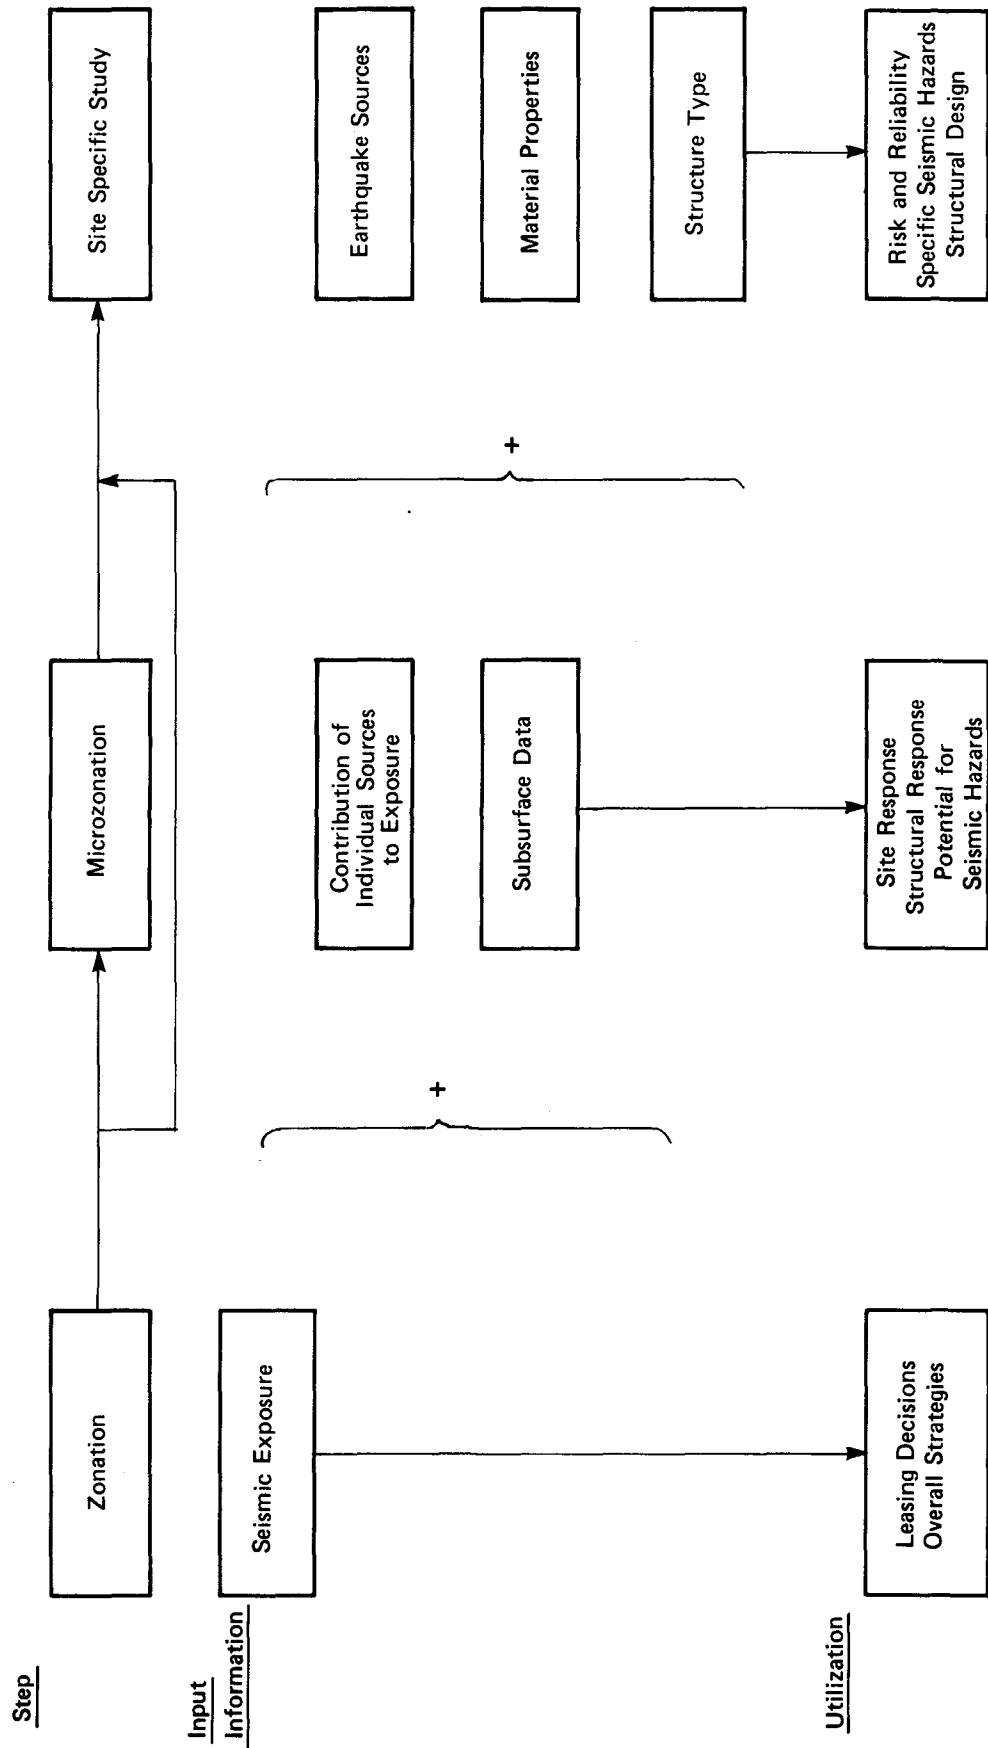 Step
Zonation
Microzonation
Site Specific Study
Input
Information
Seismic Exposure
+
Contribution of
Individual Sources
to Exposure
Subsurface Data
+
Earthquake Sources
Material Properties
Structure Type
Utilization
Leasing Decisions
Overall Strategies
Site Response
Structural Response
Potential for
Seismic Hazards
Risk and Reliability
Specific Seismic Hazards
Structural Design